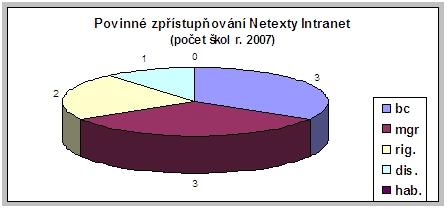 Povinné zpřístupňování Netexty Intranet
(počet škol r. 2007)
0
1
3
2
3
bc
mgr
rig.
dis.
hab.